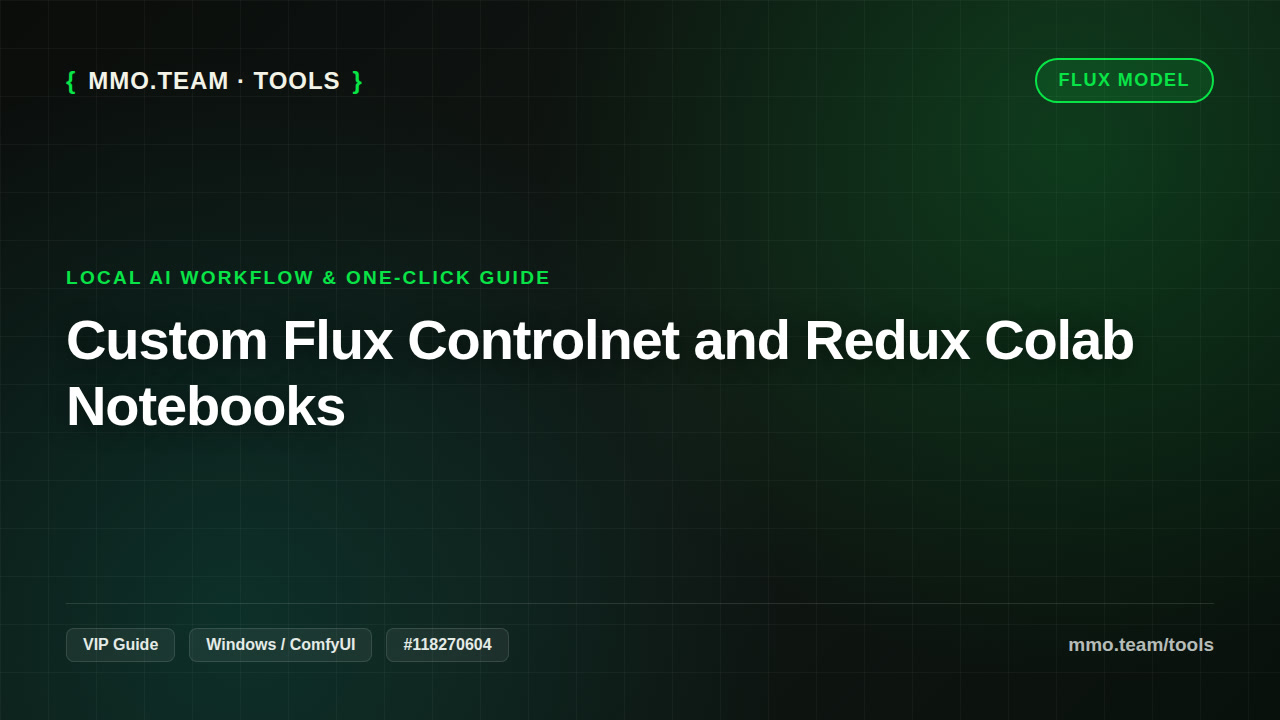 { MMO.TEAM · TOOLS }
FLUX MODEL
LOCAL AI WORKFLOW & ONE-CLICK GUIDE
Custom Flux Controlnet and Redux Colab
Notebooks
VIP Guide
Windows / ComfyUI
#118270604
mmo.team/tools